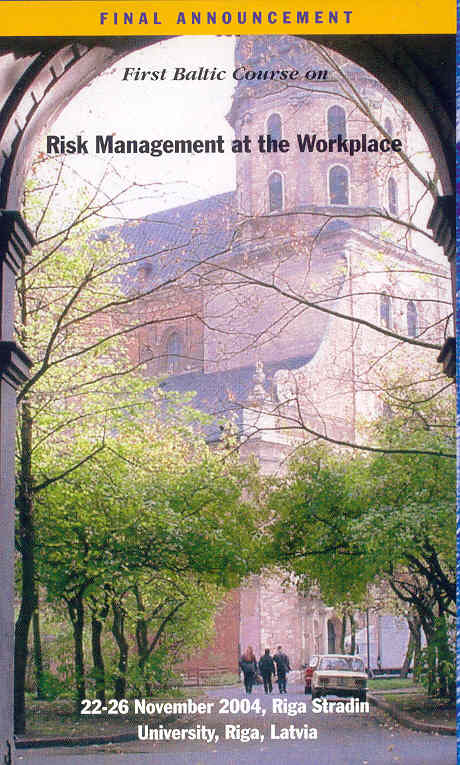 FINAL ANNOUNCEMENT
First Baltic Course on
Risk Management at the Workplace
22-26 November 2004, Riga Stradin
University, Riga, Latvia